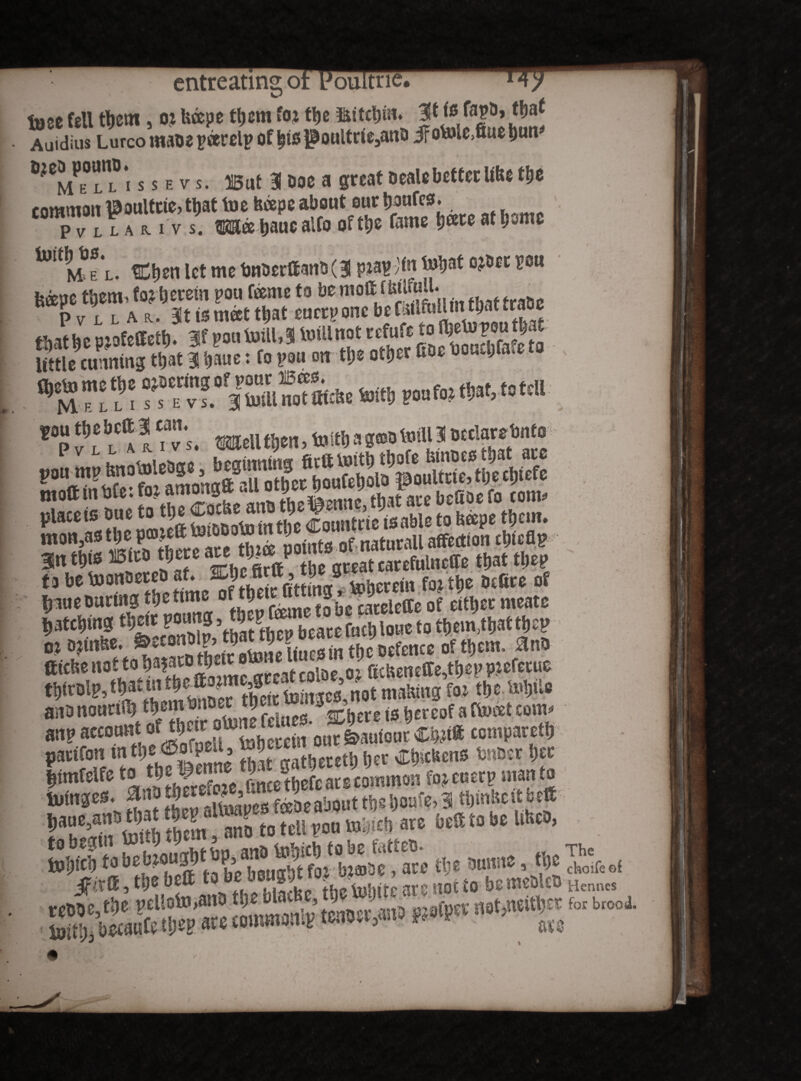 entreating of Poultrie. 149
wee sell them, or kæpe them for the Kitchin. It is sayd, that
Auidius Lurco made yærely of his Poultrie, and Fowle, fiue hun-
dred pound.
MELLISSEVS. But I doe a great deale better like the
common Poultrie, that we kæpe about our houses.
PVLLARIVS. Wée haue also of the same hære at home
with vs.
MEL. Then let me vnderstand (I pray) in what order you
kæpe them, for herein you sæme to be most skilfull.
PVLLAR. It is mæt that euery one be skilfull in that trade
that he professeth. If you will, I will not refuse to shew you that
little cunning that I haue: so you on the other side vouchsafe to
shew me the ordering of your Bées.
MELLISSEVS. I will not sticke with you for that, to tell
you the best I can.
PVLLARIVS. Well then, with a good will I declare vnto
you my knowledge, beginning first with those kindes that are
most in vse: for amongst all other houshold Poultrie, the chiefe
place is due to the Cocke and the Henne, that are beside so com-
mon, as the poorest widdow in the Countrie is able to kæpe them.
In this Bird there are thræ points of naturall affection chiefly
to be woondered at. The first, the great carefulnesse that they
haue during the time of their sitting, wherein for the desire of
hatching their young, they sæme to be carelesse of either meate
or drinke. Secondly, that they beare such loue to them, that they
sticke not to hazard their owne liues in the defence of them. And
thirdly, that in the storme, great colde, or sickenesse, they preserue
and nourish them vnder their winges, not making for the while
any account of their owne selues. There is hereof a sweet com-
parison in the Gospell, wherein our Sauiour Christ compareth
himselfe to the Henne that gathereth her Chickens vnder her
winges. And therefore, since these are common for euery man to
haue, and that they alwayes fæde about the house, I thinke it best
to begin with them, and to tell you which are best to be liked,
which to be brought vp, and which to be fatted.
First, the best to be bought for broode, are the dunne, the
redde, the yellow, and the blacke, the white are not to be medled
with, because they are commonly tender, and prosper not, neither
are
The
choise of
Hennes
for brood.